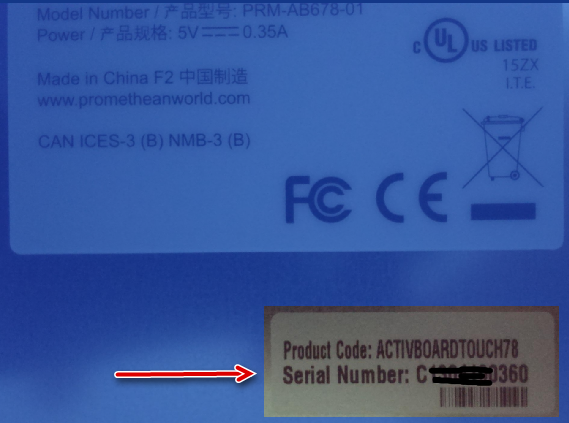 Model Number / 产品型号: PRM-AB678-01
Power / 产品规格: 5V⎓0.35A
C UL US LISTED
15ZX
I.T.E.
Made in China F2 中国制造
www.prometheanworld.com
CAN ICES-3 (B) NMB-3 (B)
FC CE
Product Code: ACTIVBOARDTOUCH78
Serial Number: